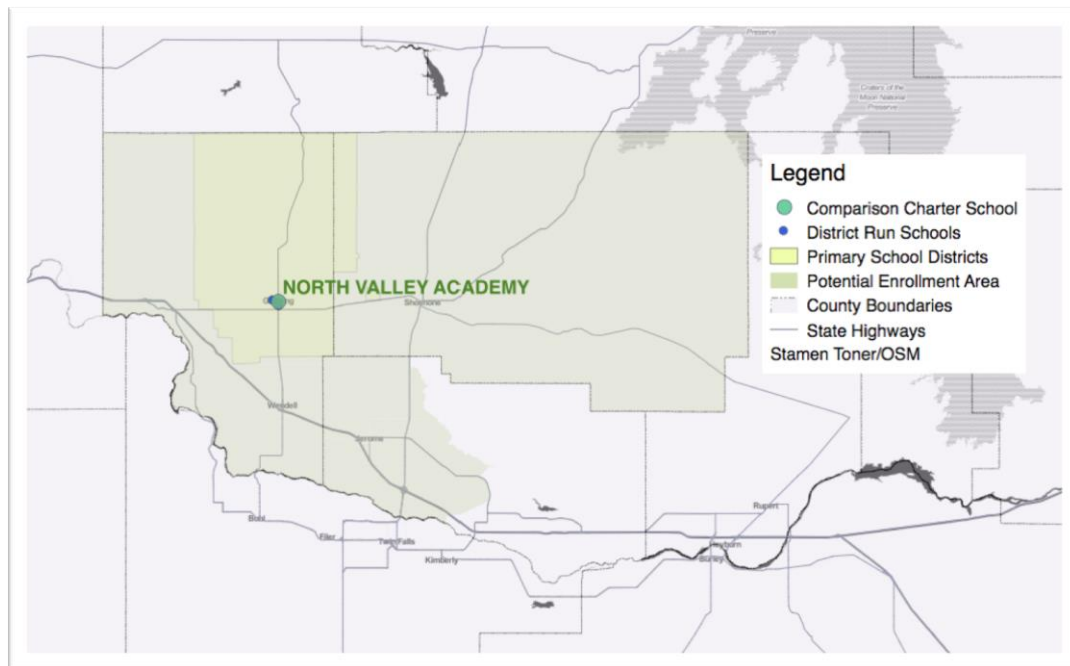 Preserve
Craters of the
Moon National
Preserve
Legend
Comparison Charter School
District Run Schools
Primary School Districts
Potential Enrollment Area
County Boundaries
State Highways
Stamen Toner/OSM
NORTH VALLEY ACADEMY
Shoshone
Wendell
Jerome
Buhl
Filer
Twin Falls
Kimberly
Rupert
Heyburn
Burley